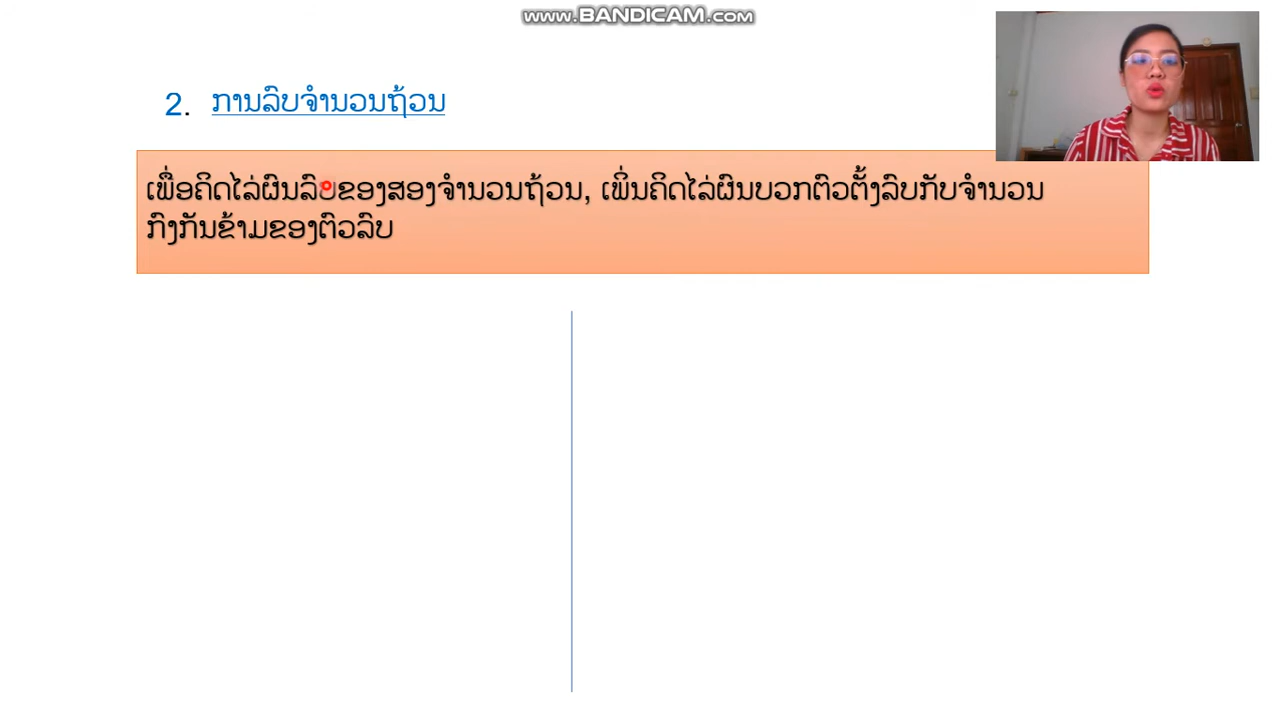 www.BANDICAM.com
2. ການລົບຈຳນວນຖ້ວນ
ເພື່ອຄິດໄລ່ຜົນລົບຂອງສອງຈຳນວນຖ້ວນ, ເພິ່ນຄິດໄລ່ຜົນບວກຕົວຕັ້ງລົບກັບຈຳນວນ
ກົງກັນຂ້າມຂອງຕົວລົບ